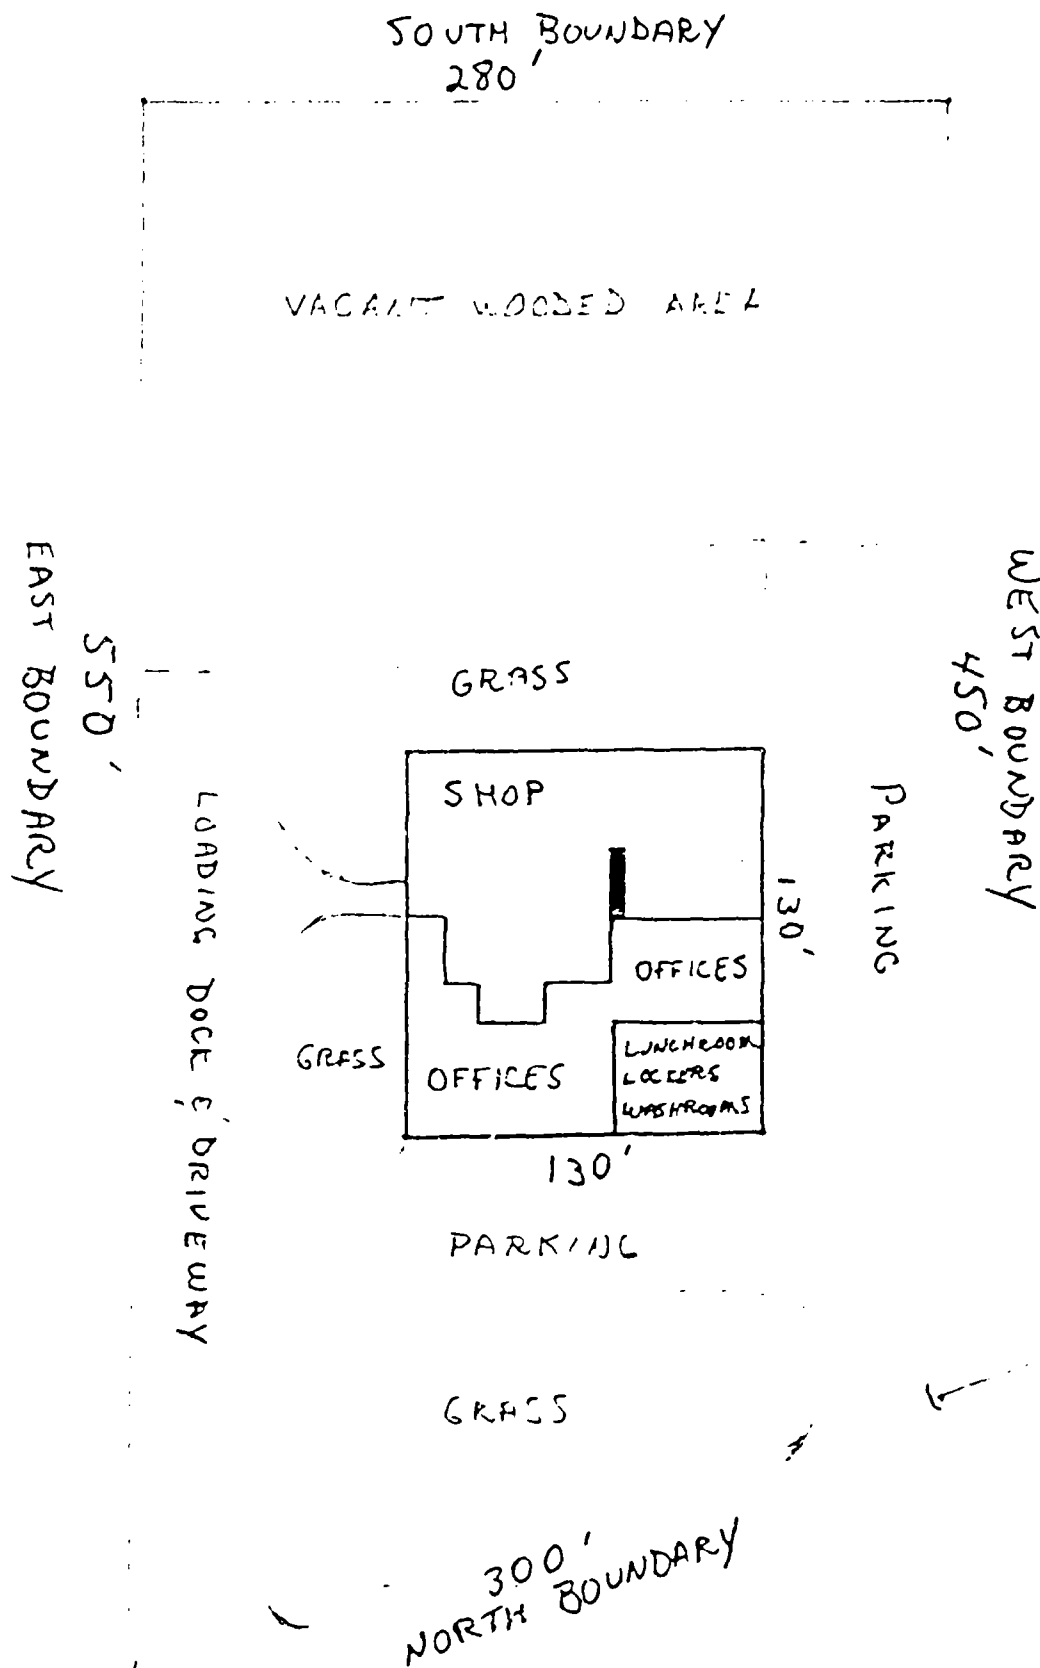 SOUTH BOUNDARY
280'
VACANT WOODED AREA
EAST BOUNDARY
550'
WEST BOUNDARY
450'
GRASS
SHOP
PARKING
130'
LOADING DOCK & DRIVEWAY
OFFICES
GRASS
OFFICES
LUNCHROOM
LOCKERS
WASHROOMS
130'
PARKING
GRASS
300'
NORTH BOUNDARY